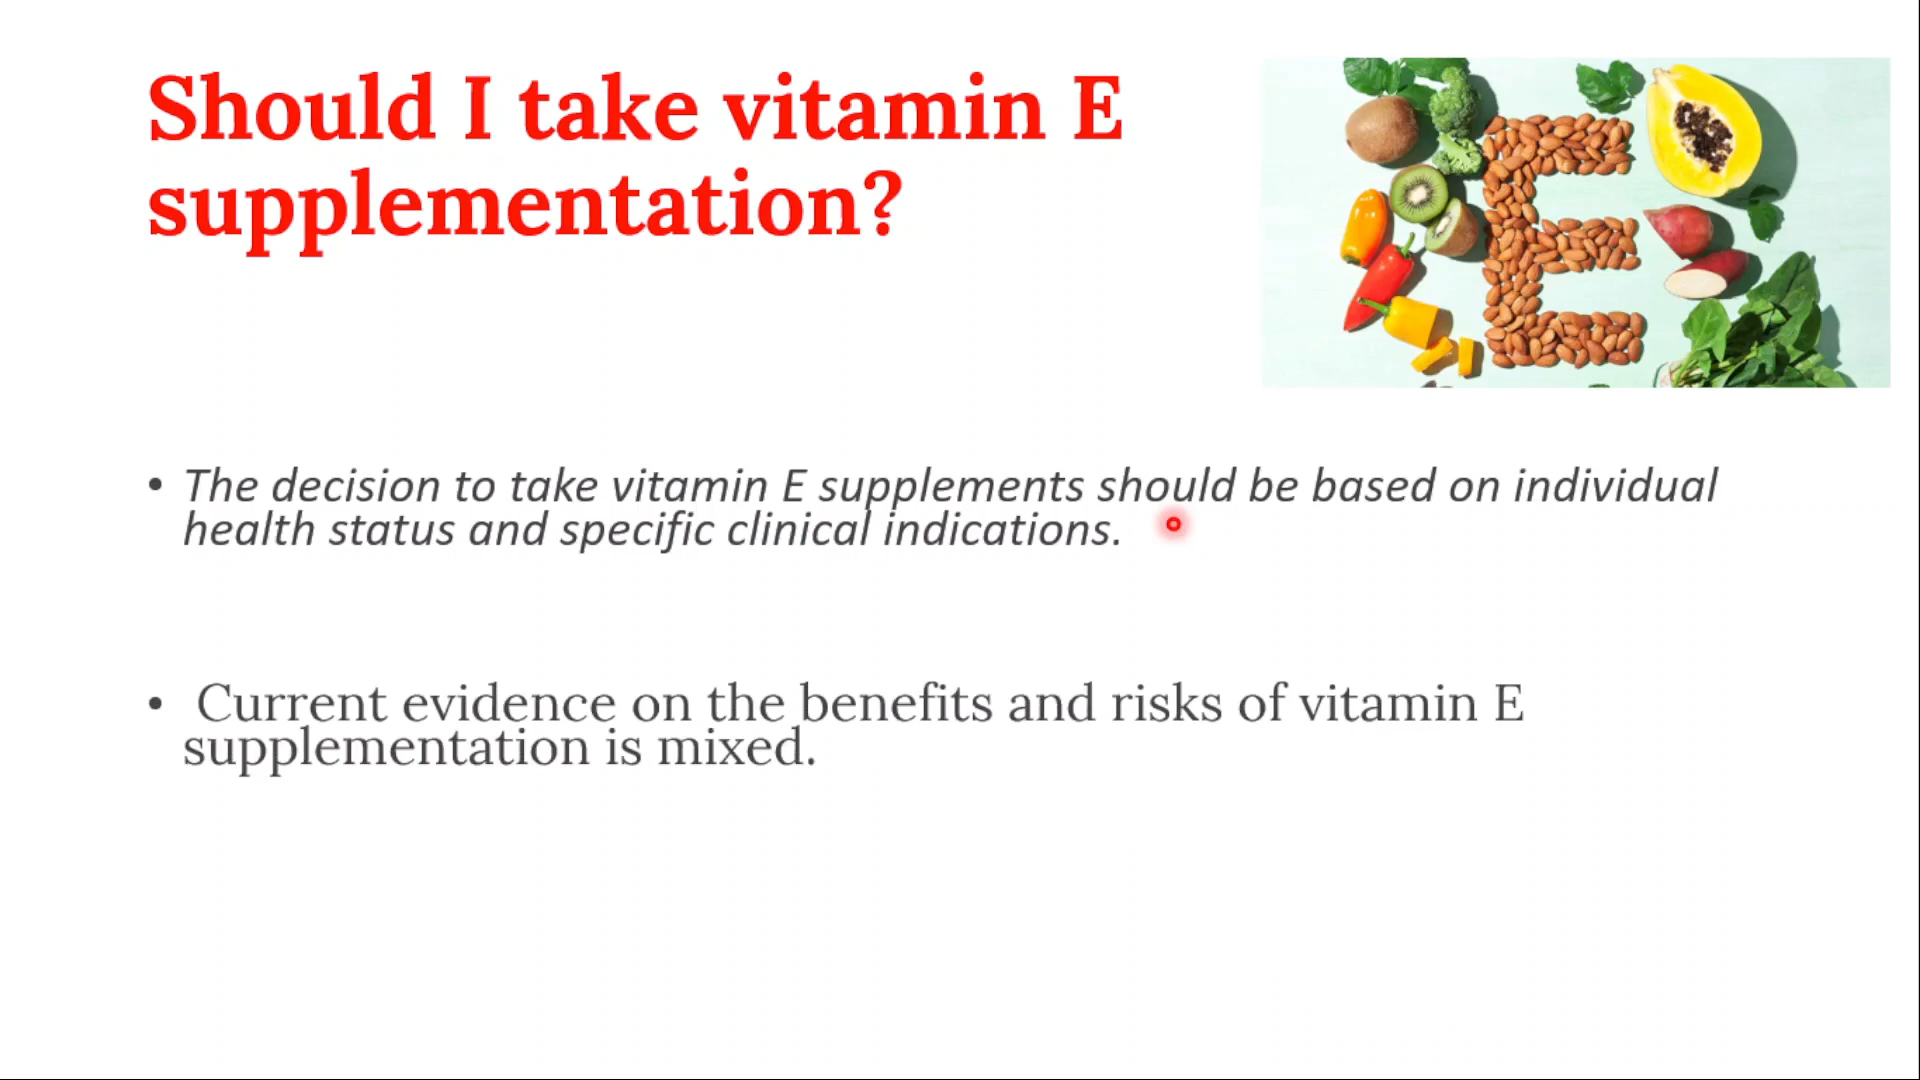 Should I take vitamin E
supplementation?
• The decision to take vitamin E supplements should be based on individual
health status and specific clinical indications.
• Current evidence on the benefits and risks of vitamin E
supplementation is mixed.